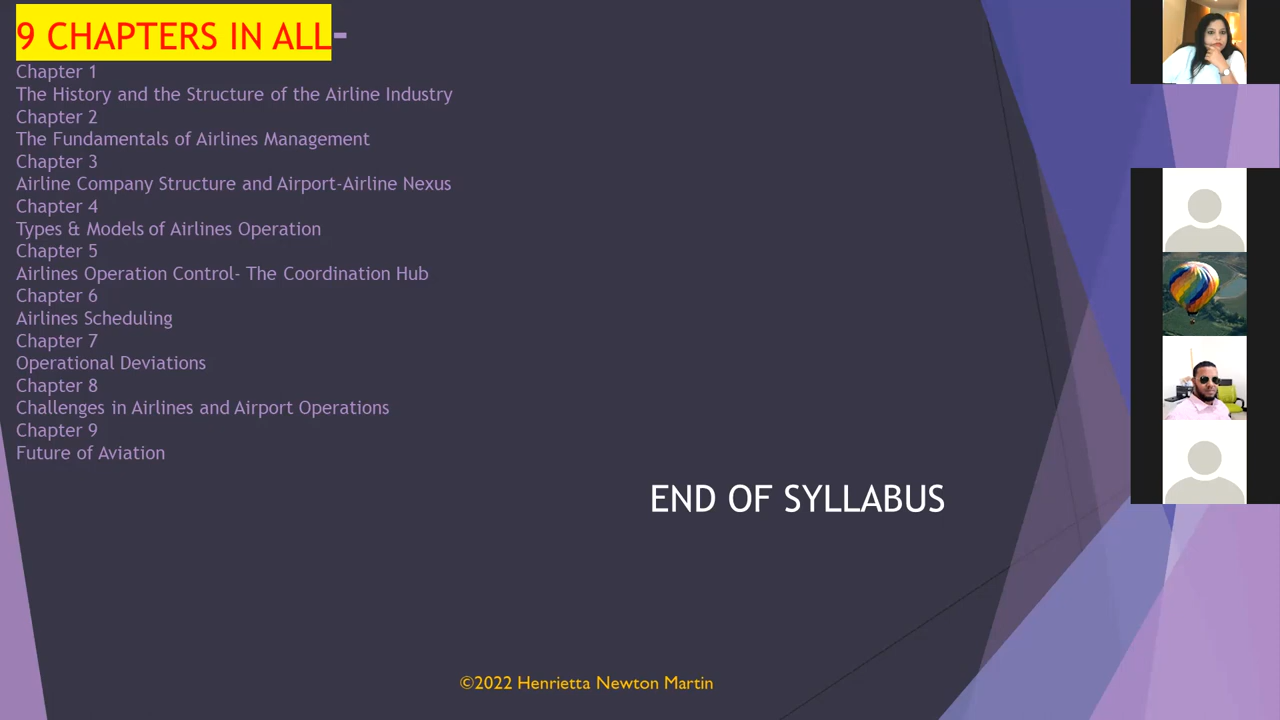 9 CHAPTERS IN ALL-
Chapter 1
The History and the Structure of the Airline Industry
Chapter 2
The Fundamentals of Airlines Management
Chapter 3
Airline Company Structure and Airport-Airline Nexus
Chapter 4
Types & Models of Airlines Operation
Chapter 5
Airlines Operation Control- The Coordination Hub
Chapter 6
Airlines Scheduling
Chapter 7
Operational Deviations
Chapter 8
Challenges in Airlines and Airport Operations
Chapter 9
Future of Aviation
END OF SYLLABUS
©2022 Henrietta Newton Martin